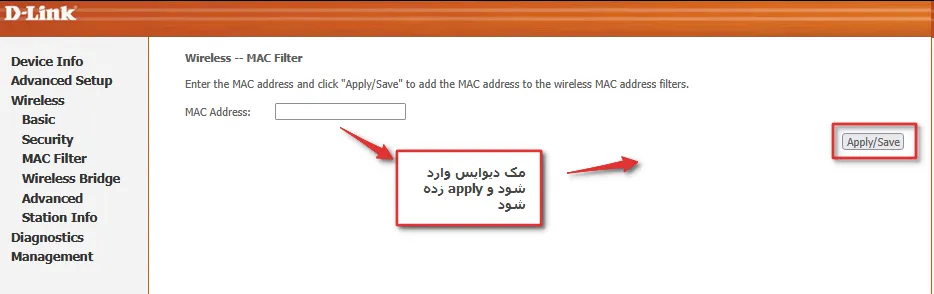 D-Link
Device Info
Advanced Setup
Wireless
Basic
Security
MAC Filter
Wireless Bridge
Advanced
Station Info
Diagnostics
Management
Wireless -- MAC Filter
Enter the MAC address and click "Apply/Save" to add the MAC address to the wireless MAC address filters.
MAC Address:
Apply/Save
مک دیوایس وارد
شود و apply زده
شود